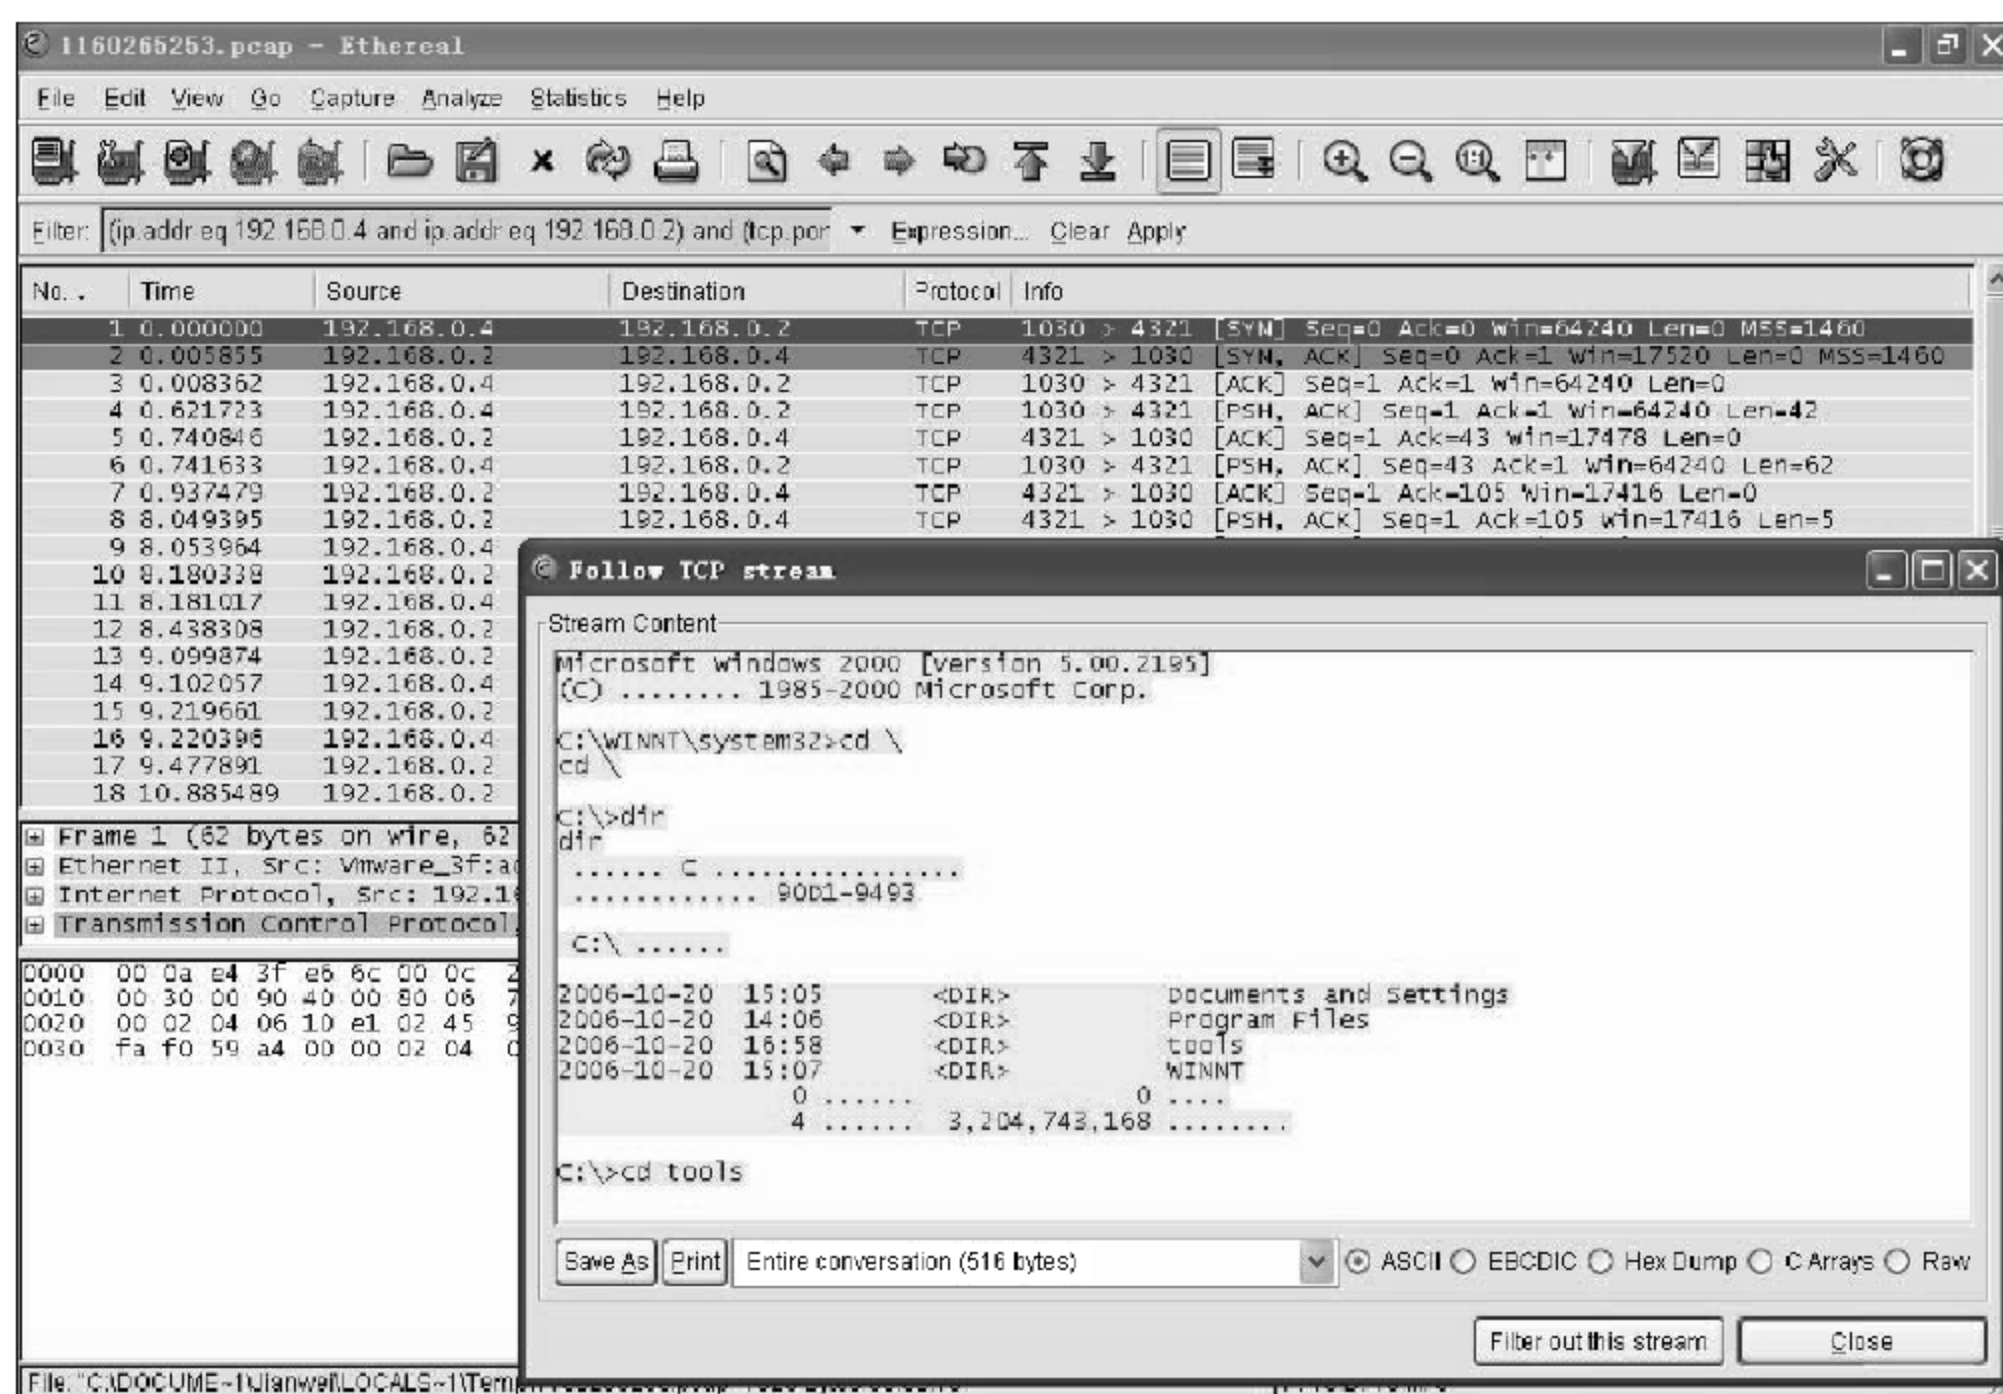 1160265253.pcap - Ethereal
File Edit View Go Capture Analyze Statistics Help
Filter: (ip.addr eq 192.168.0.4 and ip.addr eq 192.168.0.2) and (tcp.por Expression... Clear Apply
No. . Time Source Destination Protocol Info
1 0.000000 192.168.0.4 192.168.0.2 TCP 1030 > 4321 [SYN] Seq=0 Ack=0 Win=64240 Len=0 MSS=1460
2 0.005855 192.168.0.2 192.168.0.4 TCP 4321 > 1030 [SYN, ACK] Seq=0 Ack=1 Win=17520 Len=0 MSS=1460
3 0.008362 192.168.0.4 192.168.0.2 TCP 1030 > 4321 [ACK] Seq=1 Ack=1 Win=64240 Len=0
4 0.621723 192.168.0.4 192.168.0.2 TCP 1030 > 4321 [PSH, ACK] Seq=1 Ack=1 Win=64240 Len=42
5 0.740846 192.168.0.2 192.168.0.4 TCP 4321 > 1030 [ACK] Seq=1 Ack=43 Win=17478 Len=0
6 0.741633 192.168.0.4 192.168.0.2 TCP 1030 > 4321 [PSH, ACK] Seq=43 Ack=1 Win=64240 Len=62
7 0.937479 192.168.0.2 192.168.0.4 TCP 4321 > 1030 [ACK] Seq=1 Ack=105 Win=17416 Len=0
8 8.049395 192.168.0.2 192.168.0.4 TCP 4321 > 1030 [PSH, ACK] Seq=1 Ack=105 Win=17416 Len=5
9 8.053964 192.168.0.4
10 8.180338 192.168.0.2
11 8.181017 192.168.0.4
12 8.438308 192.168.0.2
13 9.099874 192.168.0.2
14 9.102057 192.168.0.4
15 9.219661 192.168.0.2
16 9.220396 192.168.0.4
17 9.477891 192.168.0.2
18 10.885489 192.168.0.2
Frame 1 (62 bytes on wire, 62
Ethernet II, Src: Vmware_3f:a
Internet Protocol, Src: 192.1
Transmission Control Protocol,
0000 00 0a e4 3f e6 6c 00 0c 2
0010 00 30 00 90 40 00 80 06 7
0020 00 02 04 06 10 e1 02 45 9
0030 fa f0 59 a4 00 00 02 04 0
File: "C:\DOCUME~1\Jianwei\LOCALS~1\Temp
Follow TCP stream
Stream Content
Microsoft Windows 2000 [Version 5.00.2195]
(C) ........ 1985-2000 Microsoft Corp.
C:\WINNT\system32>cd \
cd \
C:\>dir
dir
...... C ................
............ 90D1-9493
C:\ ......
2006-10-20 15:05 <DIR> Documents and Settings
2006-10-20 14:06 <DIR> Program Files
2006-10-20 16:58 <DIR> tools
2006-10-20 15:07 <DIR> WINNT
0 ...... 0 ....
4 ...... 3,204,743,168 ........
C:\>cd tools
Save As Print Entire conversation (516 bytes) ASCII EBCDIC Hex Dump C Arrays Raw
Filter out this stream Close